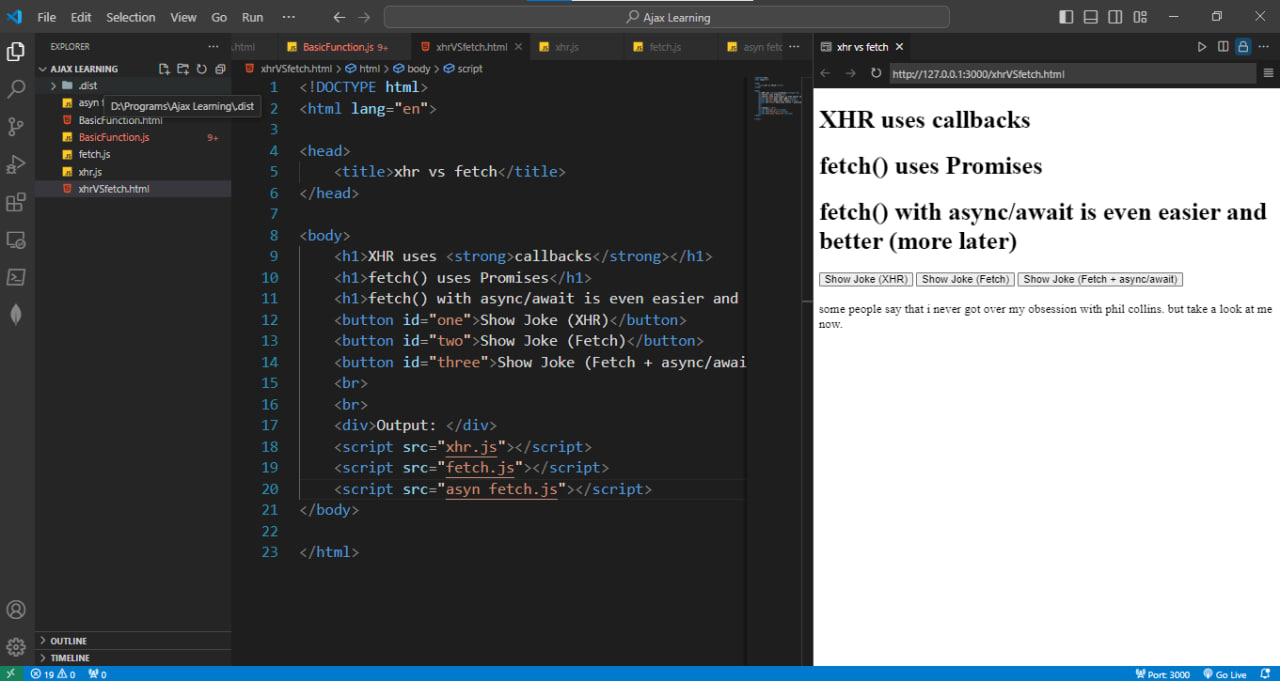 File Edit Selection View Go Run ··· Ajax Learning
EXPLORER ···
AJAX LEARNING
.dist
asyn f
D:\Programs\Ajax Learning\.dist
BasicFunction.html
BasicFunction.js 9+
fetch.js
xhr.js
xhrVSfetch.html
OUTLINE
TIMELINE
.html BasicFunction.js 9+ xhrVSfetch.html xhr.js fetch.js asyn fetc ···
xhrVSfetch.html > html > body > script
1 <!DOCTYPE html>
2 <html lang="en">
3
4 <head>
5 <title>xhr vs fetch</title>
6 </head>
7
8 <body>
9 <h1>XHR uses <strong>callbacks</strong></h1>
10 <h1>fetch() uses Promises</h1>
11 <h1>fetch() with async/await is even easier and
12 <button id="one">Show Joke (XHR)</button>
13 <button id="two">Show Joke (Fetch)</button>
14 <button id="three">Show Joke (Fetch + async/awai
15 <br>
16 <br>
17 <div>Output: </div>
18 <script src="xhr.js"></script>
19 <script src="fetch.js"></script>
20 <script src="asyn fetch.js"></script>
21 </body>
22
23 </html>
xhr vs fetch
http://127.0.0.1:3000/xhrVSfetch.html
XHR uses callbacks
fetch() uses Promises
fetch() with async/await is even easier and
better (more later)
Show Joke (XHR) Show Joke (Fetch) Show Joke (Fetch + async/await)
some people say that i never got over my obsession with phil collins. but take a look at me
now.
19 0 0 Port: 3000 Go Live